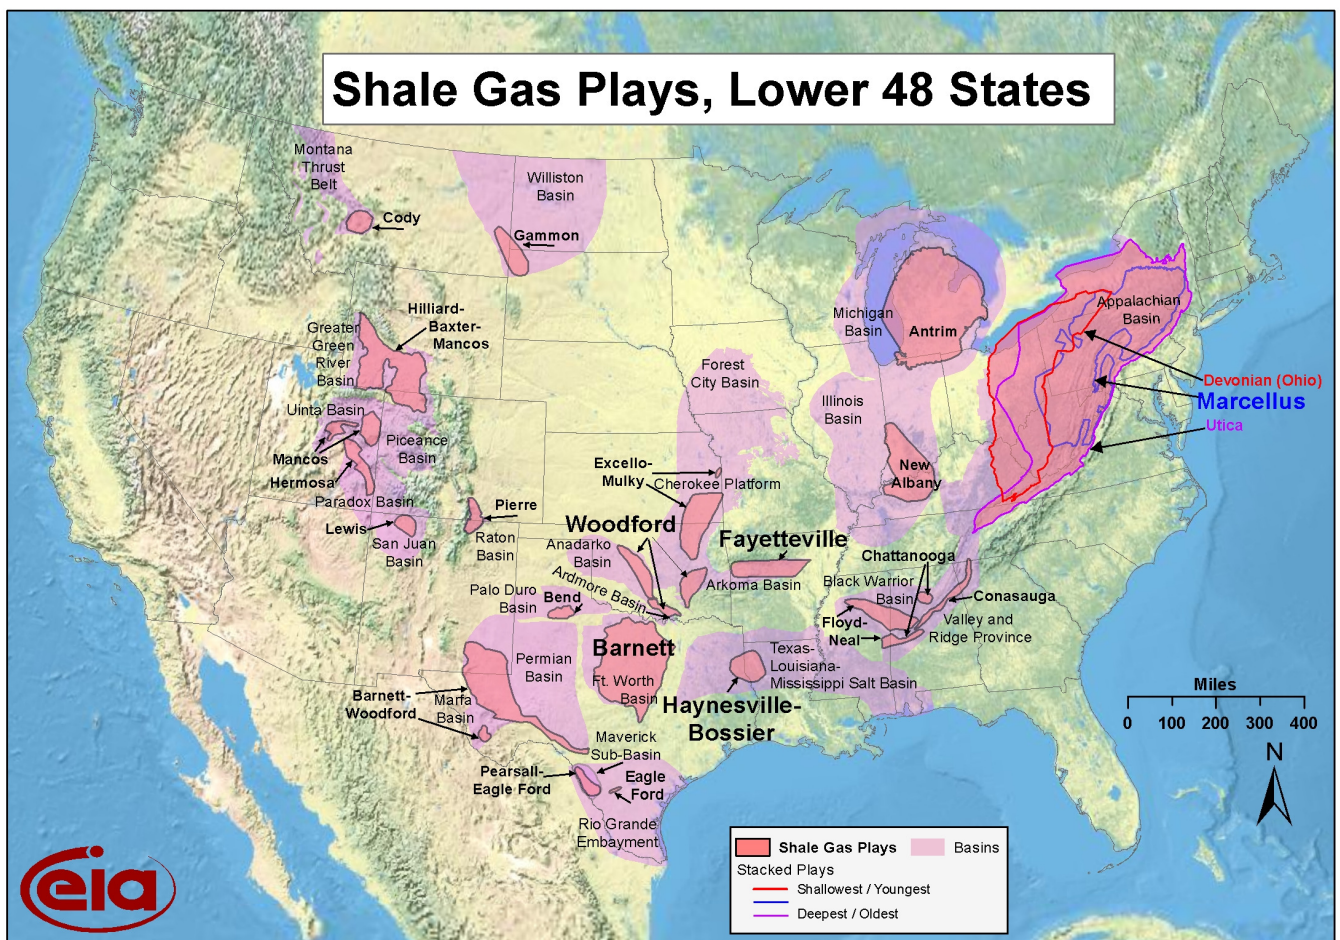 Shale Gas Plays, Lower 48 States
Montana
Thrust
Belt
Cody
Williston
Basin
Gammon
Hilliard-
Baxter-
Mancos
Greater
Green
River
Basin
Uinta Basin
Mancos
Piceance
Basin
Hermosa
Paradox Basin
Lewis
San Juan
Basin
Pierre
Raton
Basin
Michigan
Basin
Antrim
Forest
City Basin
Illinois
Basin
New
Albany
Appalachian
Basin
Devonian (Ohio)
Marcellus
Utica
Excello-
Mulky
Cherokee Platform
Woodford
Anadarko
Basin
Fayetteville
Arkoma Basin
Ardmore Basin
Palo Duro
Basin
Bend
Chattanooga
Black Warrior
Basin
Conasauga
Floyd-
Neal
Valley and
Ridge Province
Barnett
Ft. Worth
Basin
Permian
Basin
Texas-
Louisiana-
Mississippi Salt Basin
Haynesville-
Bossier
Barnett-
Woodford
Marfa
Basin
Maverick
Sub-Basin
Pearsall-
Eagle Ford
Eagle
Ford
Rio Grande
Embayment
Miles
0 100 200 300 400
N
Shale Gas Plays
Basins
Stacked Plays
Shallowest / Youngest
Deepest / Oldest
eia